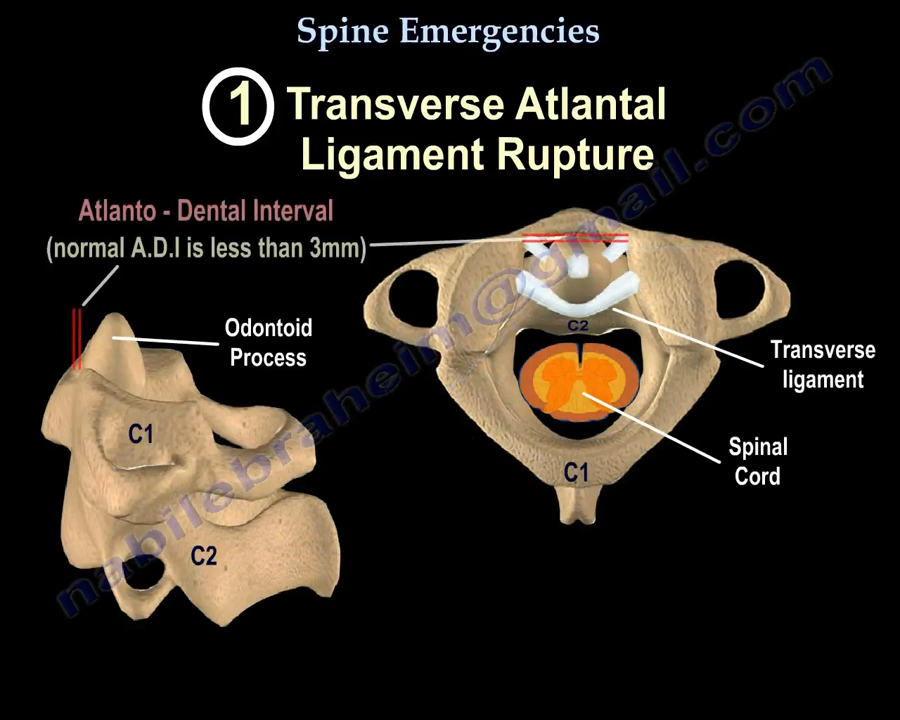 Spine Emergencies
1 Transverse Atlantal
Ligament Rupture
Atlanto - Dental Interval
(normal A.D.I is less than 3mm)
Odontoid
Process
C1
C2
C2
Transverse
ligament
Spinal
Cord
C1
nabilebraheim@gmail.com